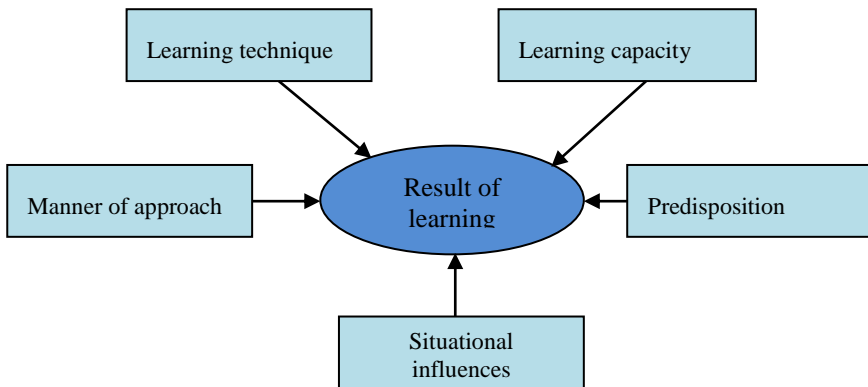 Learning technique
Learning capacity
Manner of approach
Result of
learning
Predisposition
Situational
influences